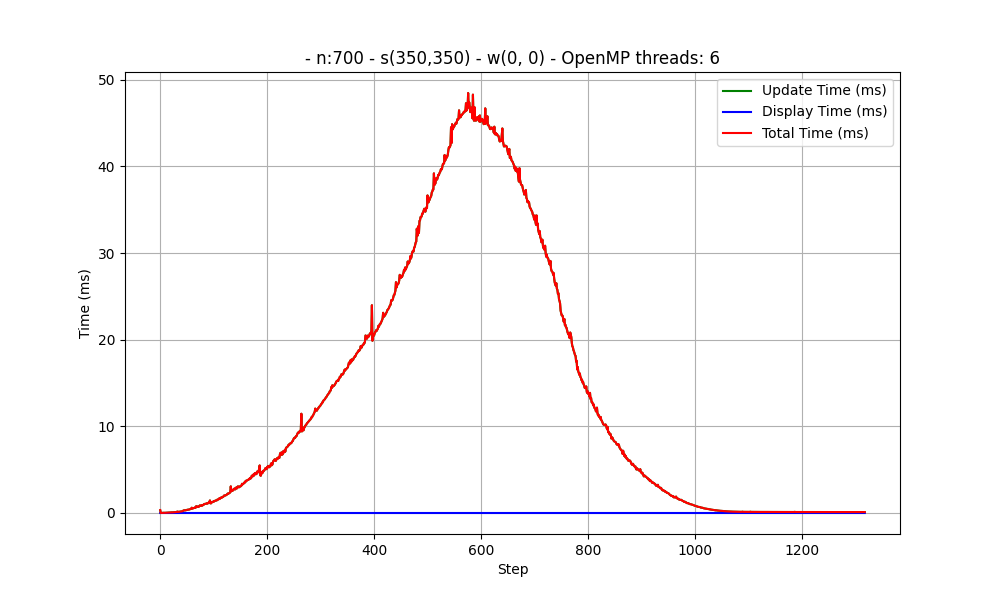 - n:700 - s(350,350) - w(0, 0) - OpenMP threads: 6
Update Time (ms)
Display Time (ms)
Total Time (ms)
50
40
30
20
10
0
Time (ms)
0 200 400 600 800 1000 1200
Step